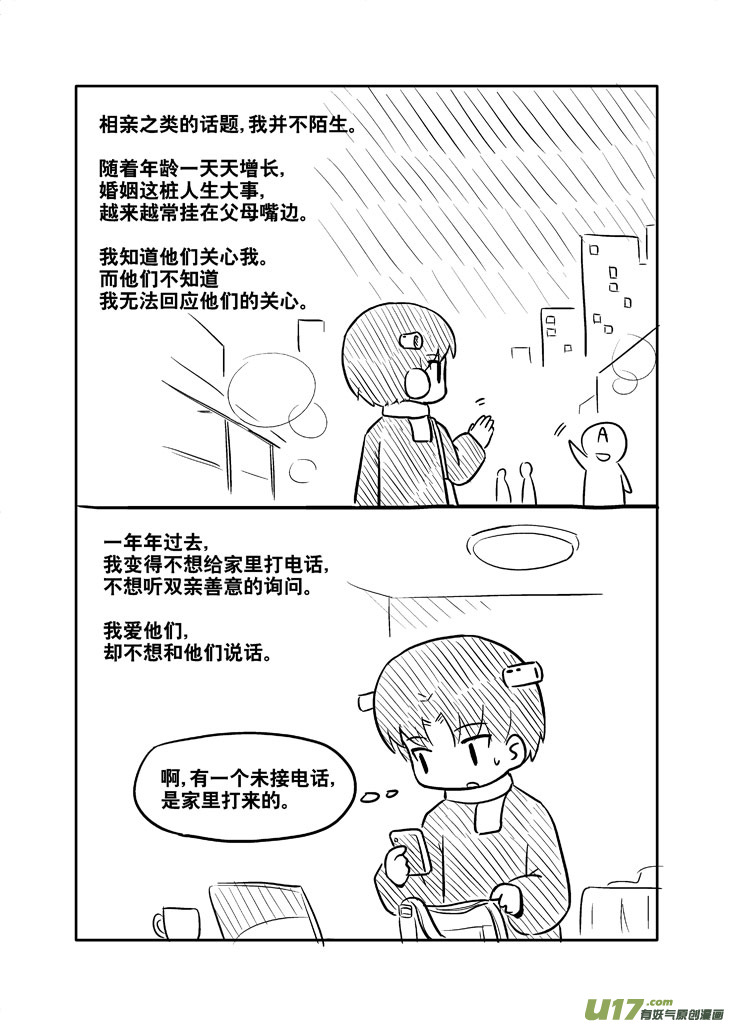 相亲之类的话题,我并不陌生。
随着年龄一天天增长,
婚姻这桩人生大事,
越来越常挂在父母嘴边。
我知道他们关心我。
而他们不知道
我无法回应他们的关心。
A
一年年过去,
我变得不想给家里打电话,
不想听双亲善意的询问。
我爱他们,
却不想和他们说话。
啊,有一个未接电话,
是家里打来的。
U17.com
有妖气原创漫画